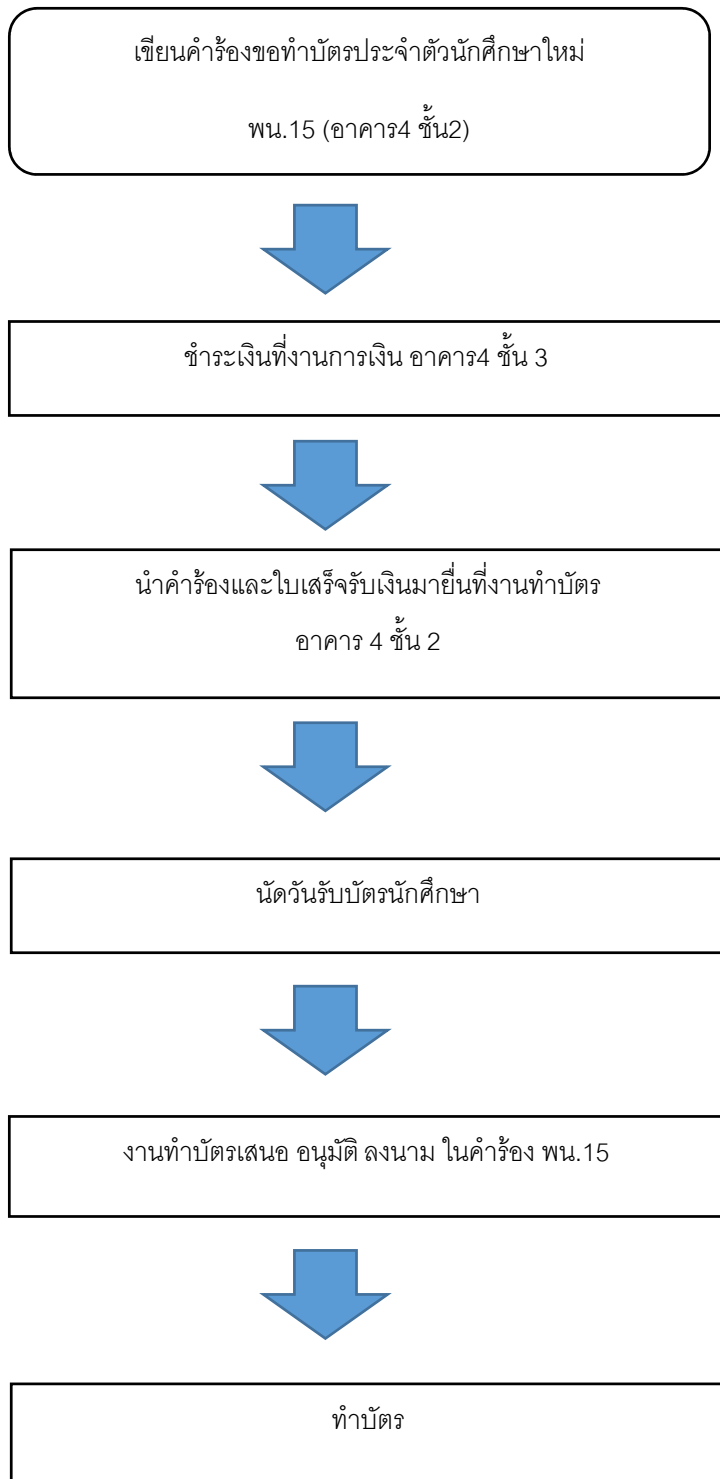 เขียนคำร้องขอทำบัตรประจำตัวนักศึกษาใหม่
พน.15 (อาคาร4 ชั้น2)
ชำระเงินที่งานการเงิน อาคาร4 ชั้น 3
นำคำร้องและใบเสร็จรับเงินมายื่นที่งานทำบัตร
อาคาร 4 ชั้น 2
นัดวันรับบัตรนักศึกษา
งานทำบัตรเสนอ อนุมัติ ลงนาม ในคำร้อง พน.15
ทำบัตร